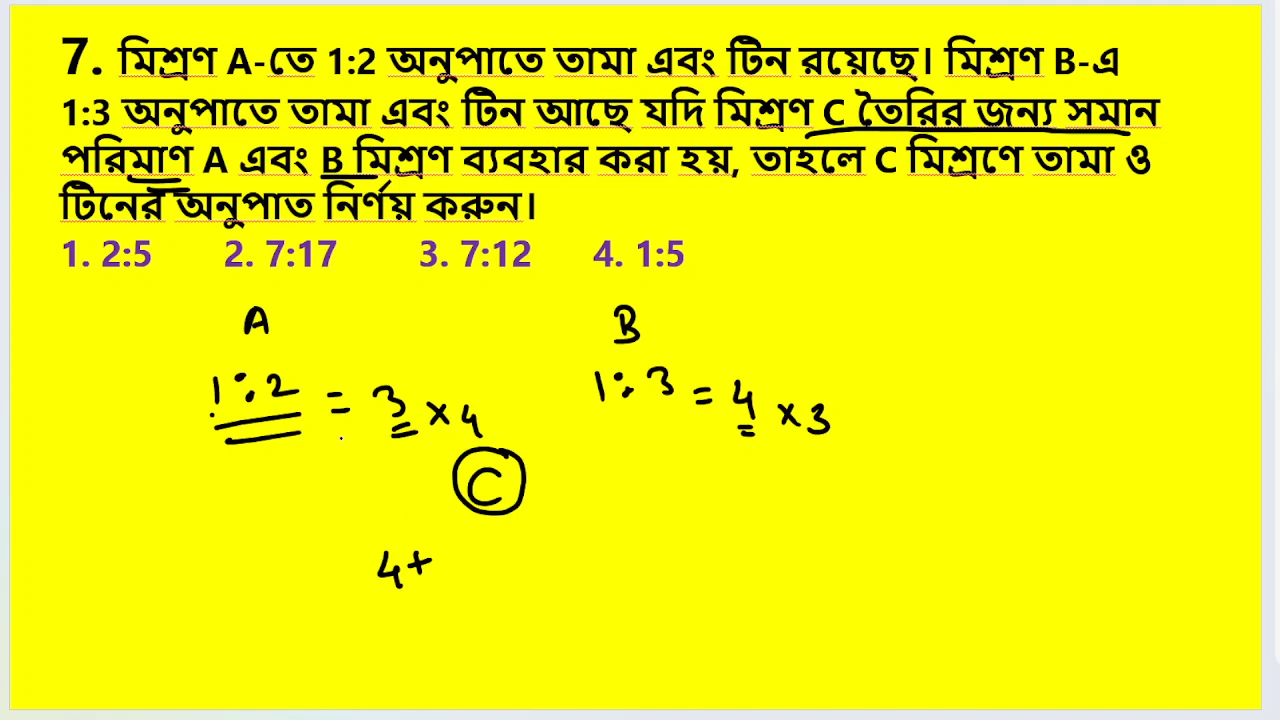 7. মিশ্রণ A-তে 1:2 অনুপাতে তামা এবং টিন রয়েছে। মিশ্রণ B-এ
1:3 অনুপাতে তামা এবং টিন আছে যদি মিশ্রণ C তৈরির জন্য সমান
পরিমাণ A এবং B মিশ্রণ ব্যবহার করা হয়, তাহলে C মিশ্রণে তামা ও
টিনের অনুপাত নির্ণয় করুন।
1. 2:5 2. 7:17 3. 7:12 4. 1:5
A B
1:2 = 3 × 4 1:3 = 4 × 3
C
4+